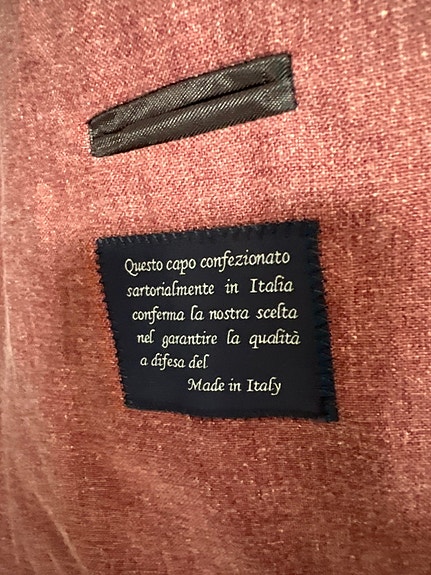 Questo capo confezionato
sartorialmente in Italia
conferma la nostra scelta
nel garantire la qualità
a difesa del
Made in Italy